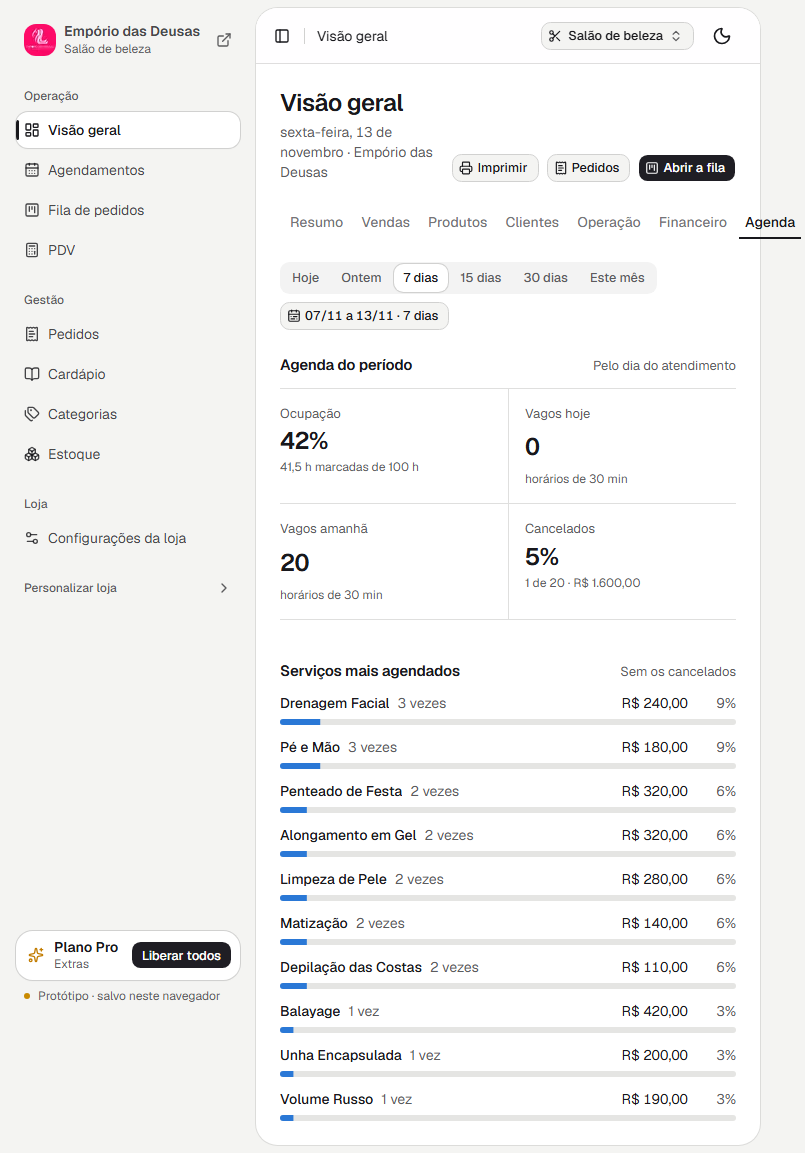 Empório das Deusas
Salão de beleza
Operação
Visão geral
Agendamentos
Fila de pedidos
PDV
Gestão
Pedidos
Cardápio
Categorias
Estoque
Loja
Configurações da loja
Personalizar loja
Plano Pro
Extras
Liberar todos
Protótipo · salvo neste navegador
Visão geral
Salão de beleza
Visão geral
sexta-feira, 13 de
novembro · Empório das
Deusas
Imprimir
Pedidos
Abrir a fila
Resumo Vendas Produtos Clientes Operação Financeiro Agenda
Hoje Ontem 7 dias 15 dias 30 dias Este mês
07/11 a 13/11 · 7 dias
Agenda do período Pelo dia do atendimento
Ocupação
42%
41,5 h marcadas de 100 h
Vagos hoje
0
horários de 30 min
Vagos amanhã
20
horários de 30 min
Cancelados
5%
1 de 20 · R$ 1.600,00
Serviços mais agendados Sem os cancelados
Drenagem Facial 3 vezes R$ 240,00 9%
Pé e Mão 3 vezes R$ 180,00 9%
Penteado de Festa 2 vezes R$ 320,00 6%
Alongamento em Gel 2 vezes R$ 320,00 6%
Limpeza de Pele 2 vezes R$ 280,00 6%
Matização 2 vezes R$ 140,00 6%
Depilação das Costas 2 vezes R$ 110,00 6%
Balayage 1 vez R$ 420,00 3%
Unha Encapsulada 1 vez R$ 200,00 3%
Volume Russo 1 vez R$ 190,00 3%